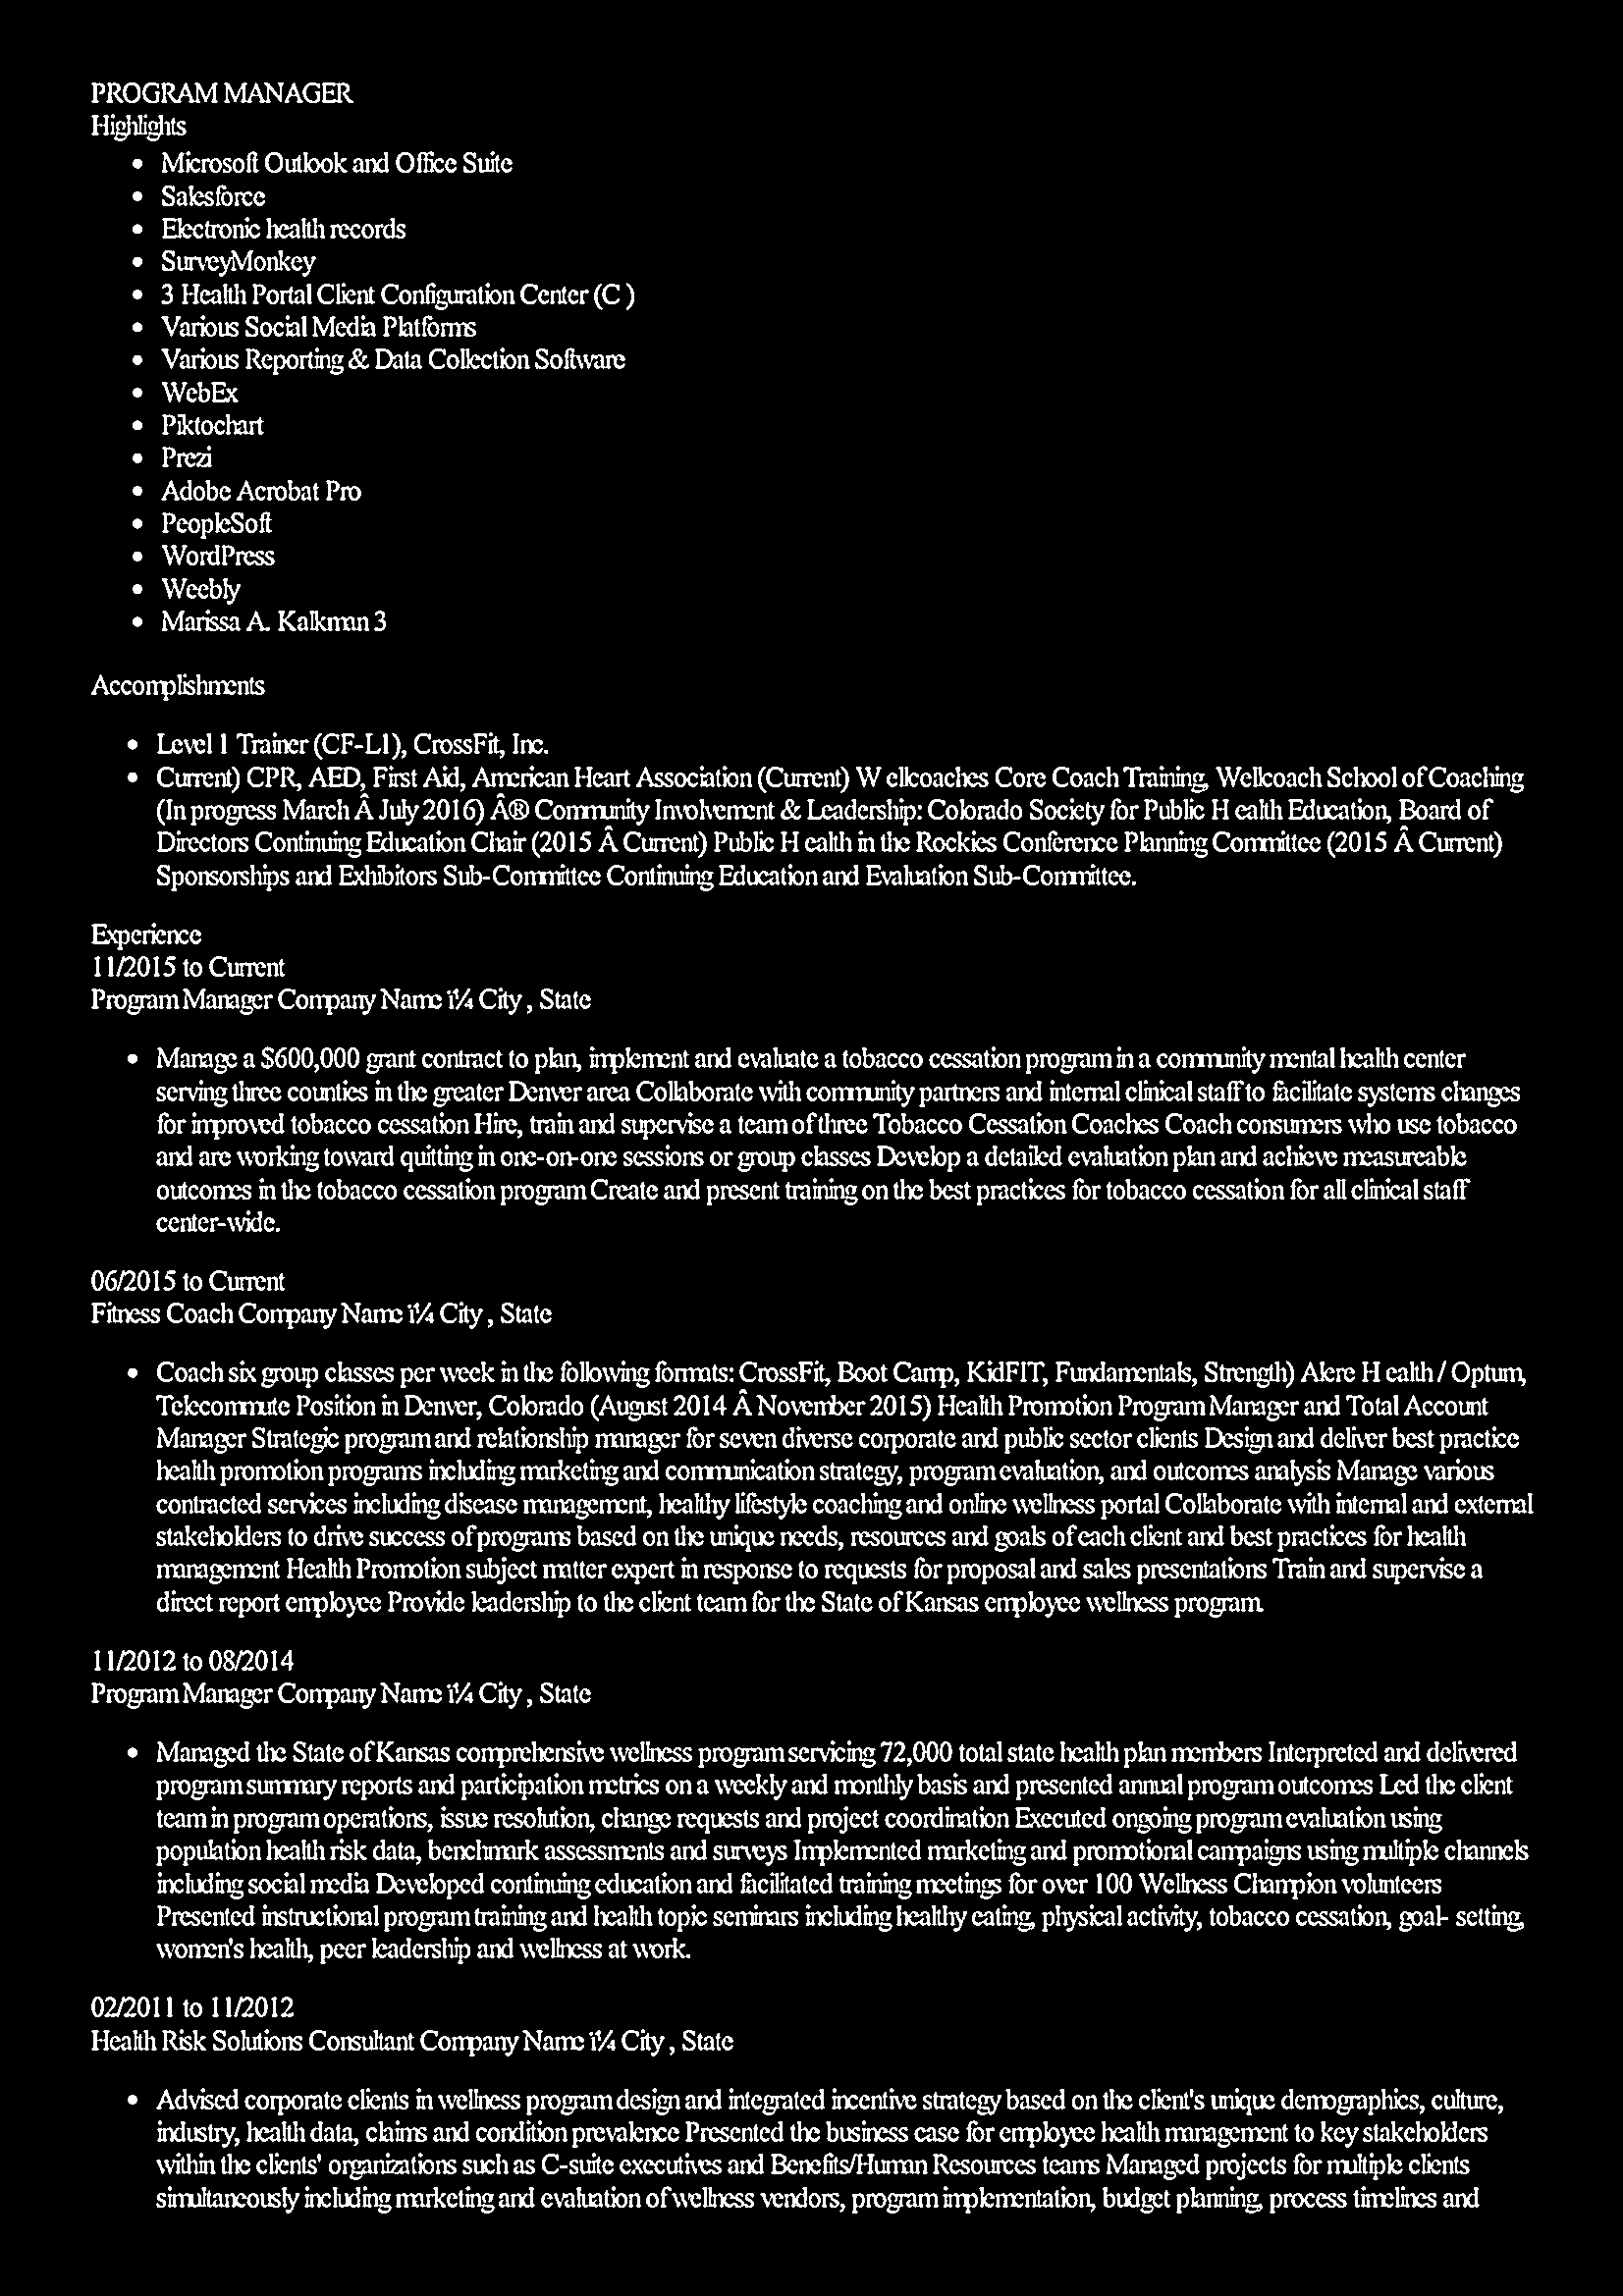 PROGRAM MANAGER
Highlights
• Microsoft Outlook and Office Suite
• Salesforce
• Electronic health records
• SurveyMonkey
• 3 Health Portal Client Configuration Center (C )
• Various Social Media Platforms
• Various Reporting & Data Collection Software
• WebEx
• Piktochart
• Prezi
• Adobe Acrobat Pro
• PeopleSoft
• WordPress
• Weebly
• Marissa A. Kalkman 3
Accomplishments
• Level 1 Trainer (CF-L1), CrossFit, Inc.
• Current) CPR, AED, First Aid, American Heart Association (Current) W ellcoaches Core Coach Training, Wellcoach School of Coaching
(In progress March Â July 2016) Â® Community Involvement & Leadership: Colorado Society for Public H ealth Education, Board of
Directors Continuing Education Chair (2015 Â Current) Public H ealth in the Rockies Conference Planning Committee (2015 Â Current)
Sponsorships and Exhibitors Sub-Committee Continuing Education and Evaluation Sub-Committee.
Experience
11/2015 to Current
Program Manager Company Name ï¼ City , State
• Manage a $600,000 grant contract to plan, implement and evaluate a tobacco cessation program in a community mental health center
serving three counties in the greater Denver area Collaborate with community partners and internal clinical staff to facilitate systems changes
for improved tobacco cessation Hire, train and supervise a team of three Tobacco Cessation Coaches Coach consumers who use tobacco
and are working toward quitting in one-on-one sessions or group classes Develop a detailed evaluation plan and achieve measureable
outcomes in the tobacco cessation program Create and present training on the best practices for tobacco cessation for all clinical staff
center-wide.
06/2015 to Current
Fitness Coach Company Name ï¼ City , State
• Coach six group classes per week in the following formats: CrossFit, Boot Camp, KidFIT, Fundamentals, Strength) Alere H ealth / Optum,
Telecommute Position in Denver, Colorado (August 2014 Â November 2015) Health Promotion Program Manager and Total Account
Manager Strategic program and relationship manager for seven diverse corporate and public sector clients Design and deliver best practice
health promotion programs including marketing and communication strategy, program evaluation, and outcomes analysis Manage various
contracted services including disease management, healthy lifestyle coaching and online wellness portal Collaborate with internal and external
stakeholders to drive success of programs based on the unique needs, resources and goals of each client and best practices for health
management Health Promotion subject matter expert in response to requests for proposal and sales presentations Train and supervise a
direct report employee Provide leadership to the client team for the State of Kansas employee wellness program.
11/2012 to 08/2014
Program Manager Company Name ï¼ City , State
• Managed the State of Kansas comprehensive wellness program servicing 72,000 total state health plan members Interpreted and delivered
program summary reports and participation metrics on a weekly and monthly basis and presented annual program outcomes Led the client
team in program operations, issue resolution, change requests and project coordination Executed ongoing program evaluation using
population health risk data, benchmark assessments and surveys Implemented marketing and promotional campaigns using multiple channels
including social media Developed continuing education and facilitated training meetings for over 100 Wellness Champion volunteers
Presented instructional program training and health topic seminars including healthy eating, physical activity, tobacco cessation, goal- setting,
women's health, peer leadership and wellness at work.
02/2011 to 11/2012
Health Risk Solutions Consultant Company Name ï¼ City , State
• Advised corporate clients in wellness program design and integrated incentive strategy based on the client's unique demographics, culture,
industry, health data, claims and condition prevalence Presented the business case for employee health management to key stakeholders
within the clients' organizations such as C-suite executives and Benefits/Human Resources teams Managed projects for multiple clients
simultaneously including marketing and evaluation of wellness vendors, program implementation, budget planning, process timelines and